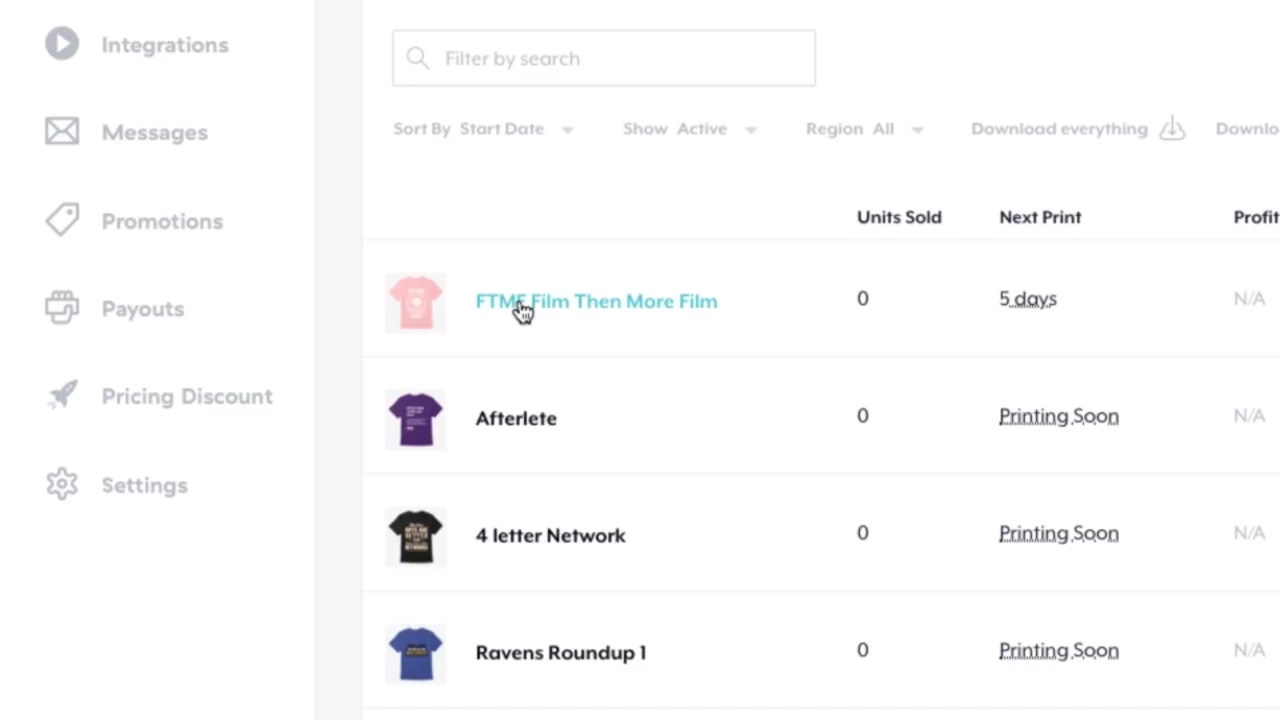 Integrations
Messages
Promotions
Payouts
Pricing Discount
Settings
Filter by search
Sort By Start Date Show Active Region All Download everything Downlo
Units Sold Next Print Profit
FTMF Film Then More Film 0 5 days N/A
Afterlete 0 Printing Soon N/A
4 letter Network 0 Printing Soon N/A
Ravens Roundup 1 0 Printing Soon N/A